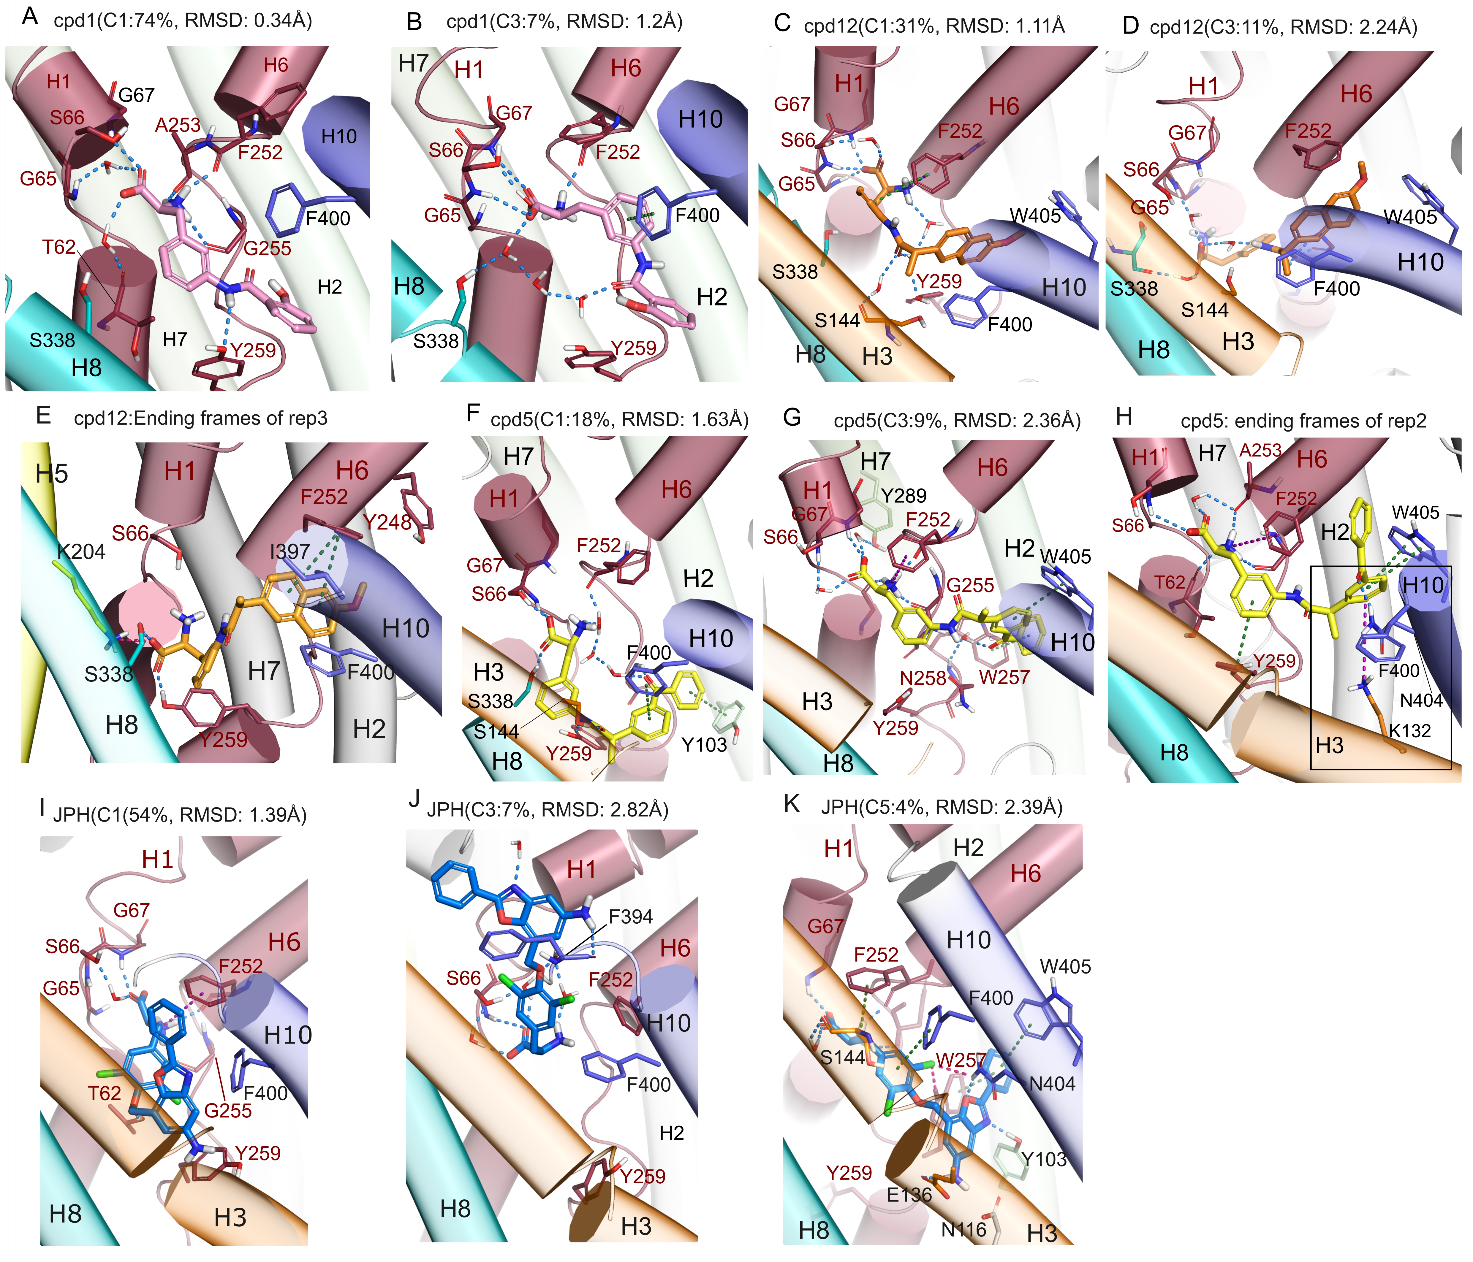 A
cpd1(C1:74%, RMSD: 0.34Å)
H1
H6
G67
S66
A253
H10
F252
G65
F400
T62
G255
H2
S338
H7
Y259
H8
B
cpd1(C3:7%, RMSD: 1.2Å)
H7
H1
H6
G67
H10
S66
F252
G65
F400
H8
H2
S338
Y259
C
cpd12(C1:31%, RMSD: 1.11Å
H1
G67
H6
S66
F252
G65
W405
S338
Y259
H10
S144
F400
H8
H3
D
cpd12(C3:11%, RMSD: 2.24Å)
H1
H6
G67
F252
S66
G65
W405
H10
S338
S144
F400
H3
H8
E
cpd12:Ending frames of rep3
H5
H1
H6
F252
Y248
S66
K204
I397
H10
S338
H7
F400
H8
Y259
H2
F
cpd5(C1:18%, RMSD: 1.63Å)
H7
H1
H6
F252
G67
S66
H2
H10
F400
H3
S338
S144
Y259
Y103
H8
G
cpd5(C3:9%, RMSD: 2.36Å)
H7
H6
H1
Y289
G67
F252
S66
H2
W405
G255
H10
N258
W257
H3
Y259
H8
H
cpd5: ending frames of rep2
H1
H7
A253
H6
F252
S66
H2
W405
T62
H10
Y259
F400
N404
K132
H3
H8
I
JPH(C1(54%, RMSD: 1.39Å)
H1
G67
S66
H6
F252
G65
H10
T62
F400
G255
Y259
H8
H3
J
JPH(C3:7%, RMSD: 2.82Å)
H1
F394
H6
S66
F252
H10
F400
H2
Y259
H8
H3
K
JPH(C5:4%, RMSD: 2.39Å)
H1
H2
H6
G67
H10
F252
W405
F400
S144
W257
N404
Y103
Y259
E136
N116
H8
H3